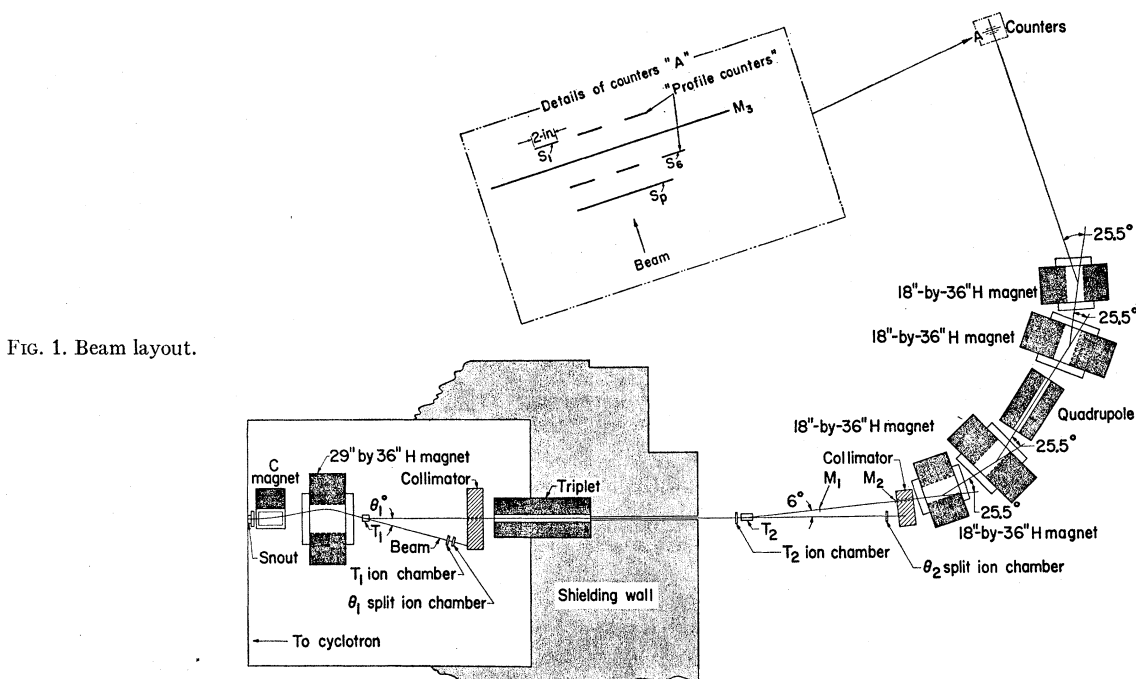 A Counters
Details of counters "A"
"Profile counters"
2-in.
M3
S1
S6
Sp
Beam
25.5°
18"-by-36" H magnet
25.5°
18"-by-36" H magnet
FIG. 1. Beam layout.
Quadrupole
18"-by-36" H magnet
25.5°
C
magnet
29" by 36" H magnet
Collimator
Collimator
M1 M2
Triplet
6°
θ1°
T1
T2
25.5°
18"-by-36" H magnet
Beam
Snout
T1 ion chamber
T2 ion chamber
θ2 split ion chamber
θ1 split ion chamber
Shielding wall
To cyclotron